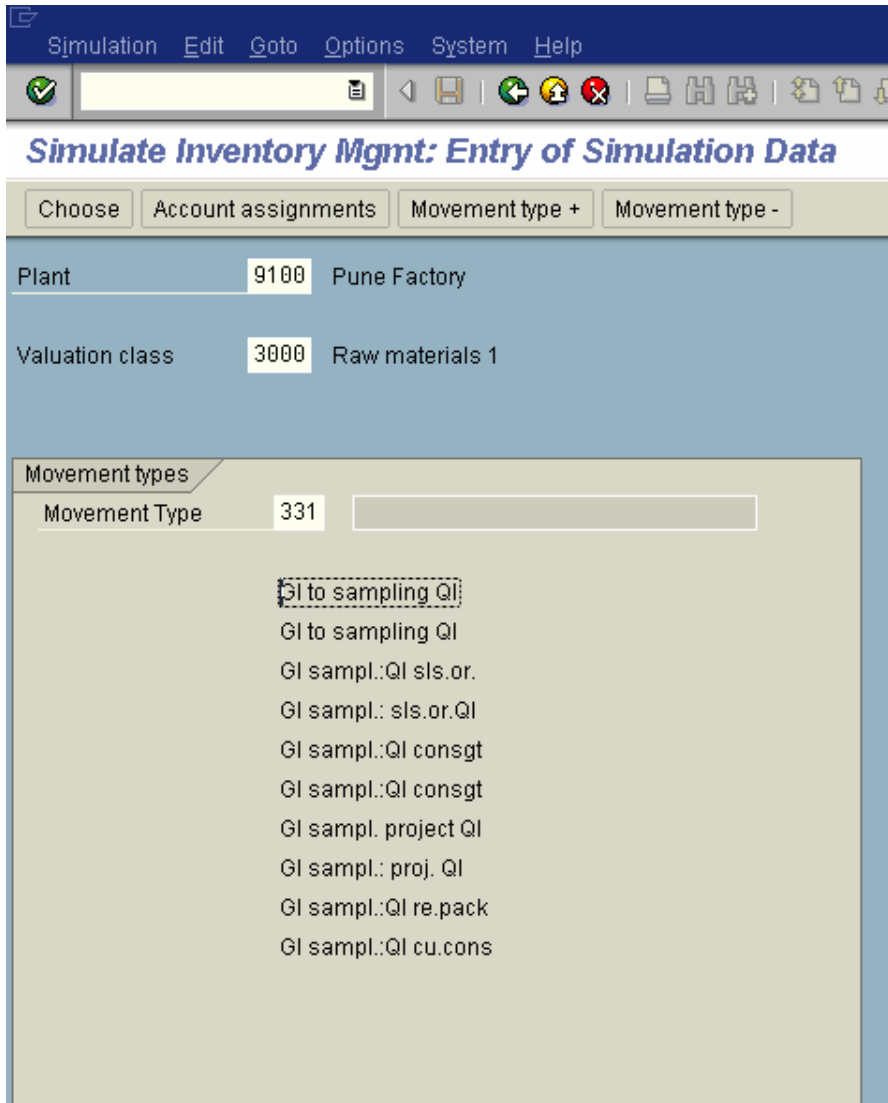 Simulation Edit Goto Options System Help
Simulate Inventory Mgmt: Entry of Simulation Data
Choose Account assignments Movement type + Movement type -
Plant 9100 Pune Factory
Valuation class 3000 Raw materials 1
Movement types
Movement Type 331
GI to sampling QI
GI to sampling QI
GI sampl.:QI sls.or.
GI sampl.: sls.or.QI
GI sampl.:QI consgt
GI sampl.:QI consgt
GI sampl. project QI
GI sampl.: proj. QI
GI sampl.:QI re.pack
GI sampl.:QI cu.cons